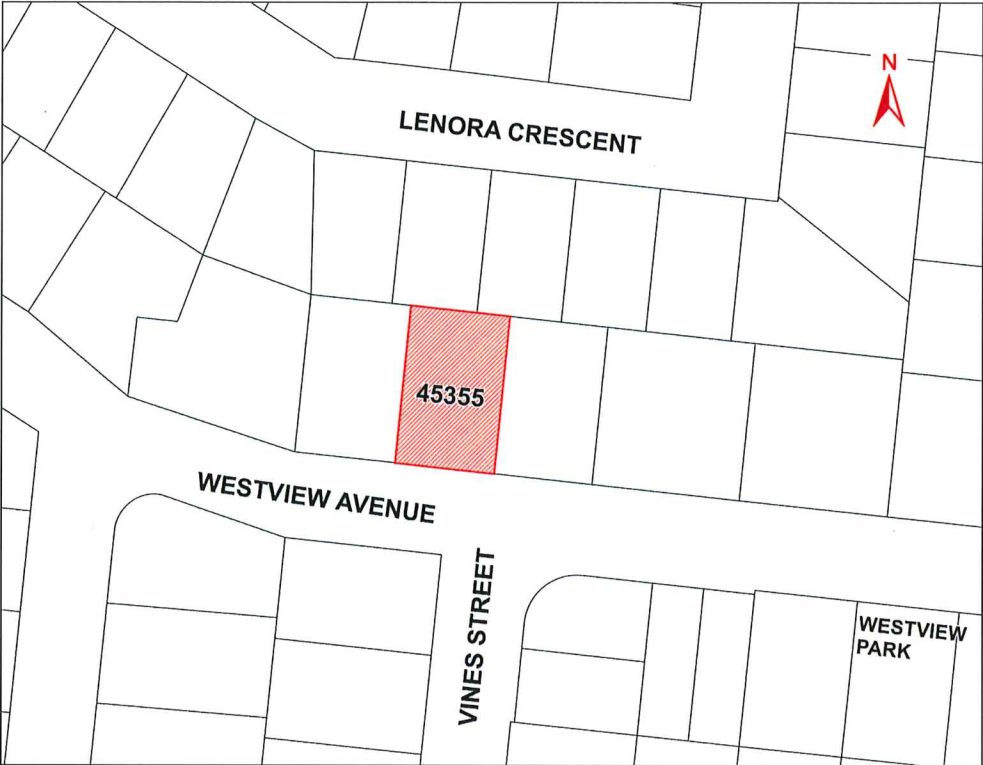 N
LENORA CRESCENT
45355
WESTVIEW AVENUE
VINES STREET
WESTVIEW
PARK